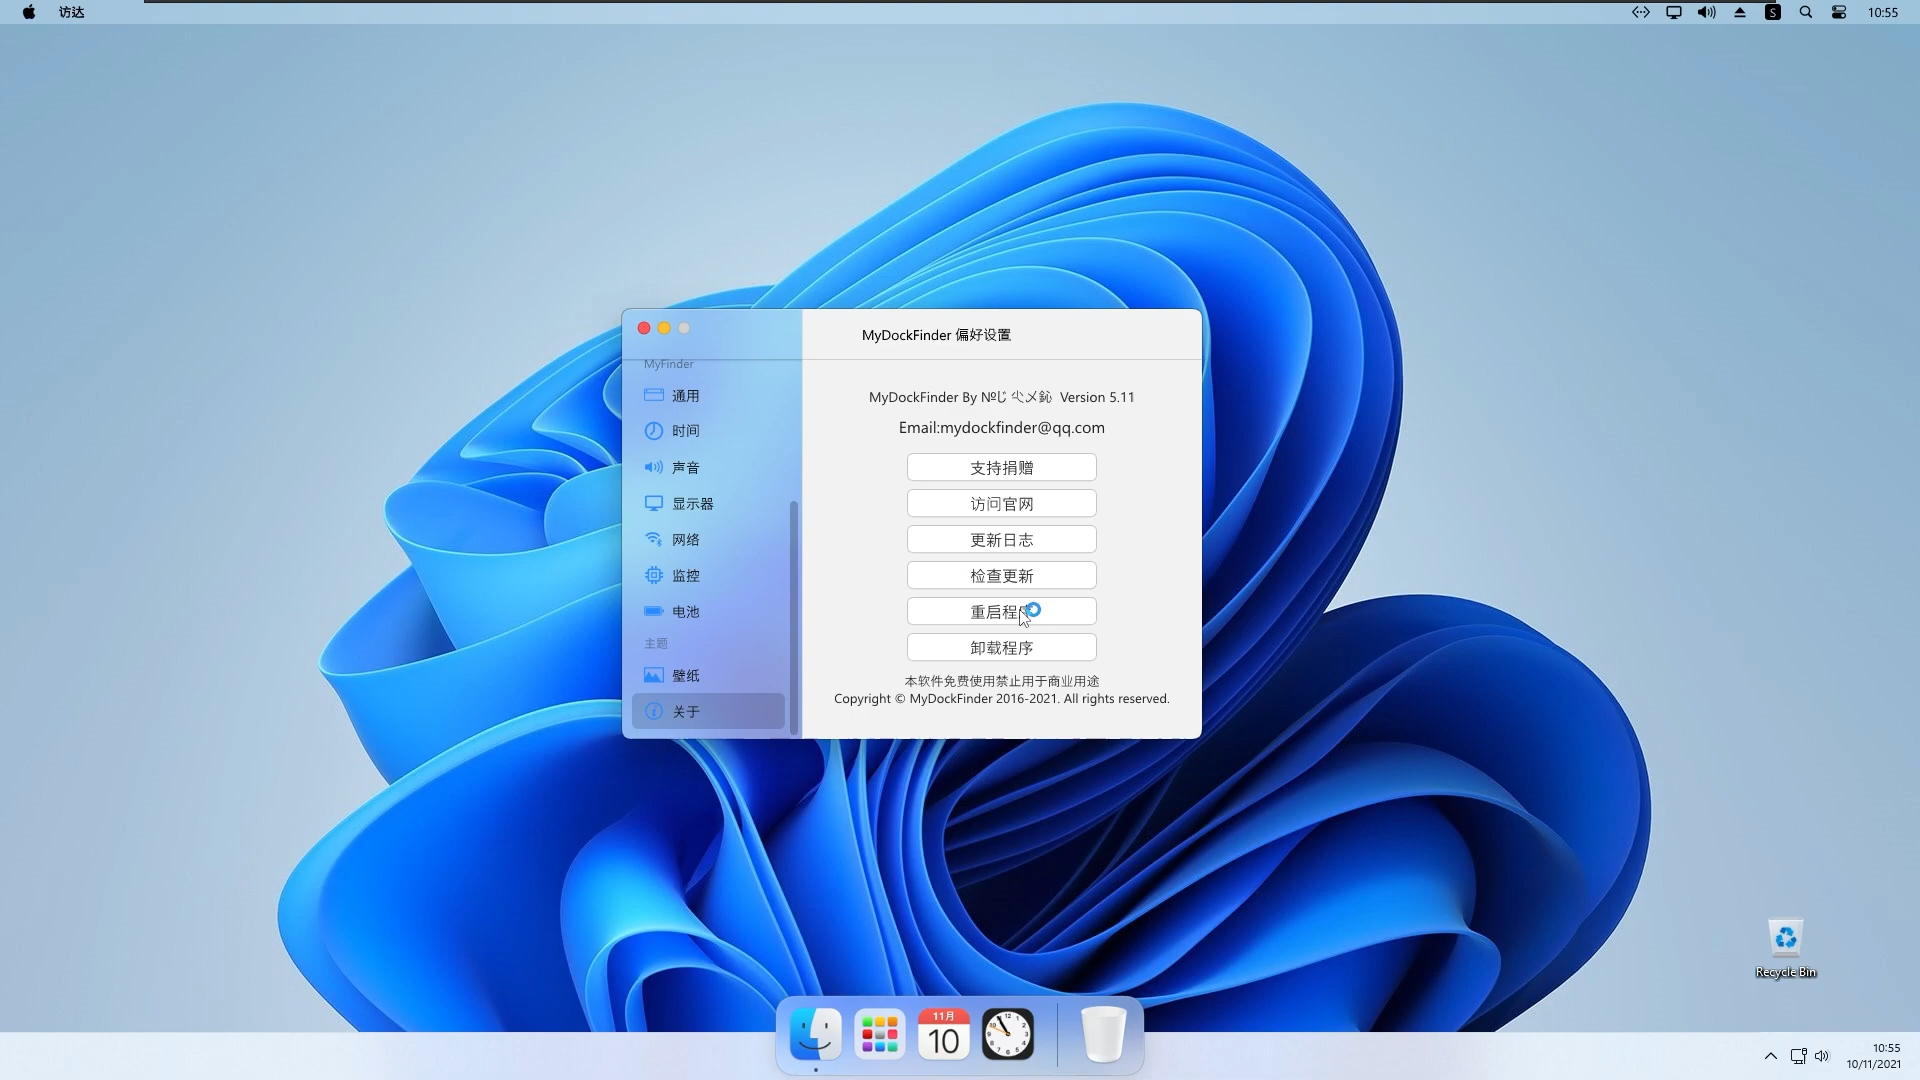 访达
S
10:55
MyDockFinder 偏好设置
MyFinder
通用
时间
声音
显示器
网络
监控
电池
主题
壁纸
关于
Version 5.11
MyDockFinder By
Email:mydockfinder@qq.com
支持捐赠
访问官网
更新日志
检查更新
重启程序
卸载程序
本软件免费使用禁止用于商业用途
Copyright © MyDockFinder 2016-2021. All rights reserved.
Recycle Bin
11月
10
10:55
10/11/2021